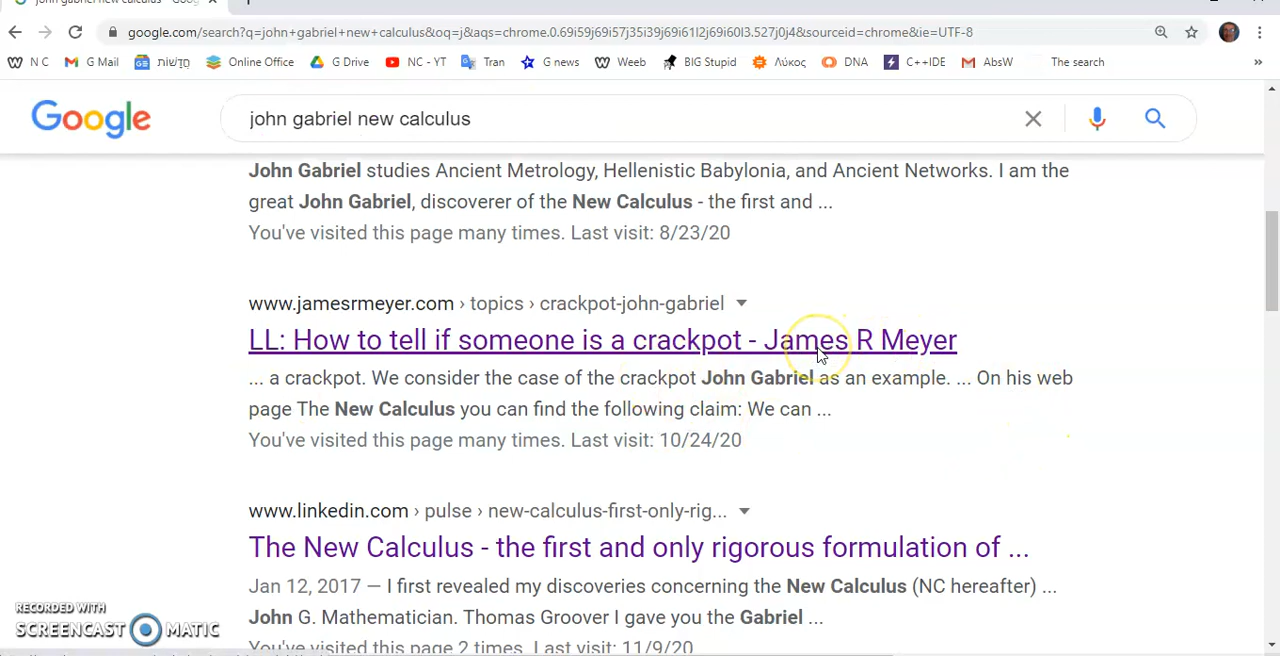 john gabriel new calculus - Goog
google.com/search?q=john+gabriel+new+calculus&oq=j&aqs=chrome.0.69i59j69i57j35i39j69i61l2j69i60l3.527j0j4&sourceid=chrome&ie=UTF-8
N C G Mail חֲדָשׁוֹת Online Office G Drive NC - YT Tran G news Weeb BIG Stupid Λύκος DNA C++IDE AbsW The search »
Google john gabriel new calculus
John Gabriel studies Ancient Metrology, Hellenistic Babylonia, and Ancient Networks. I am the
great John Gabriel, discoverer of the New Calculus - the first and ...
You've visited this page many times. Last visit: 8/23/20
www.jamesrmeyer.com › topics › crackpot-john-gabriel
LL: How to tell if someone is a crackpot - James R Meyer
... a crackpot. We consider the case of the crackpot John Gabriel as an example. ... On his web
page The New Calculus you can find the following claim: We can ...
You've visited this page many times. Last visit: 10/24/20
www.linkedin.com › pulse › new-calculus-first-only-rig...
The New Calculus - the first and only rigorous formulation of ...
Jan 12, 2017 — I first revealed my discoveries concerning the New Calculus (NC hereafter) ...
John G. Mathematician. Thomas Groover I gave you the Gabriel ...
You've visited this page 2 times. Last visit: 11/9/20
RECORDED WITH
SCREENCAST MATIC